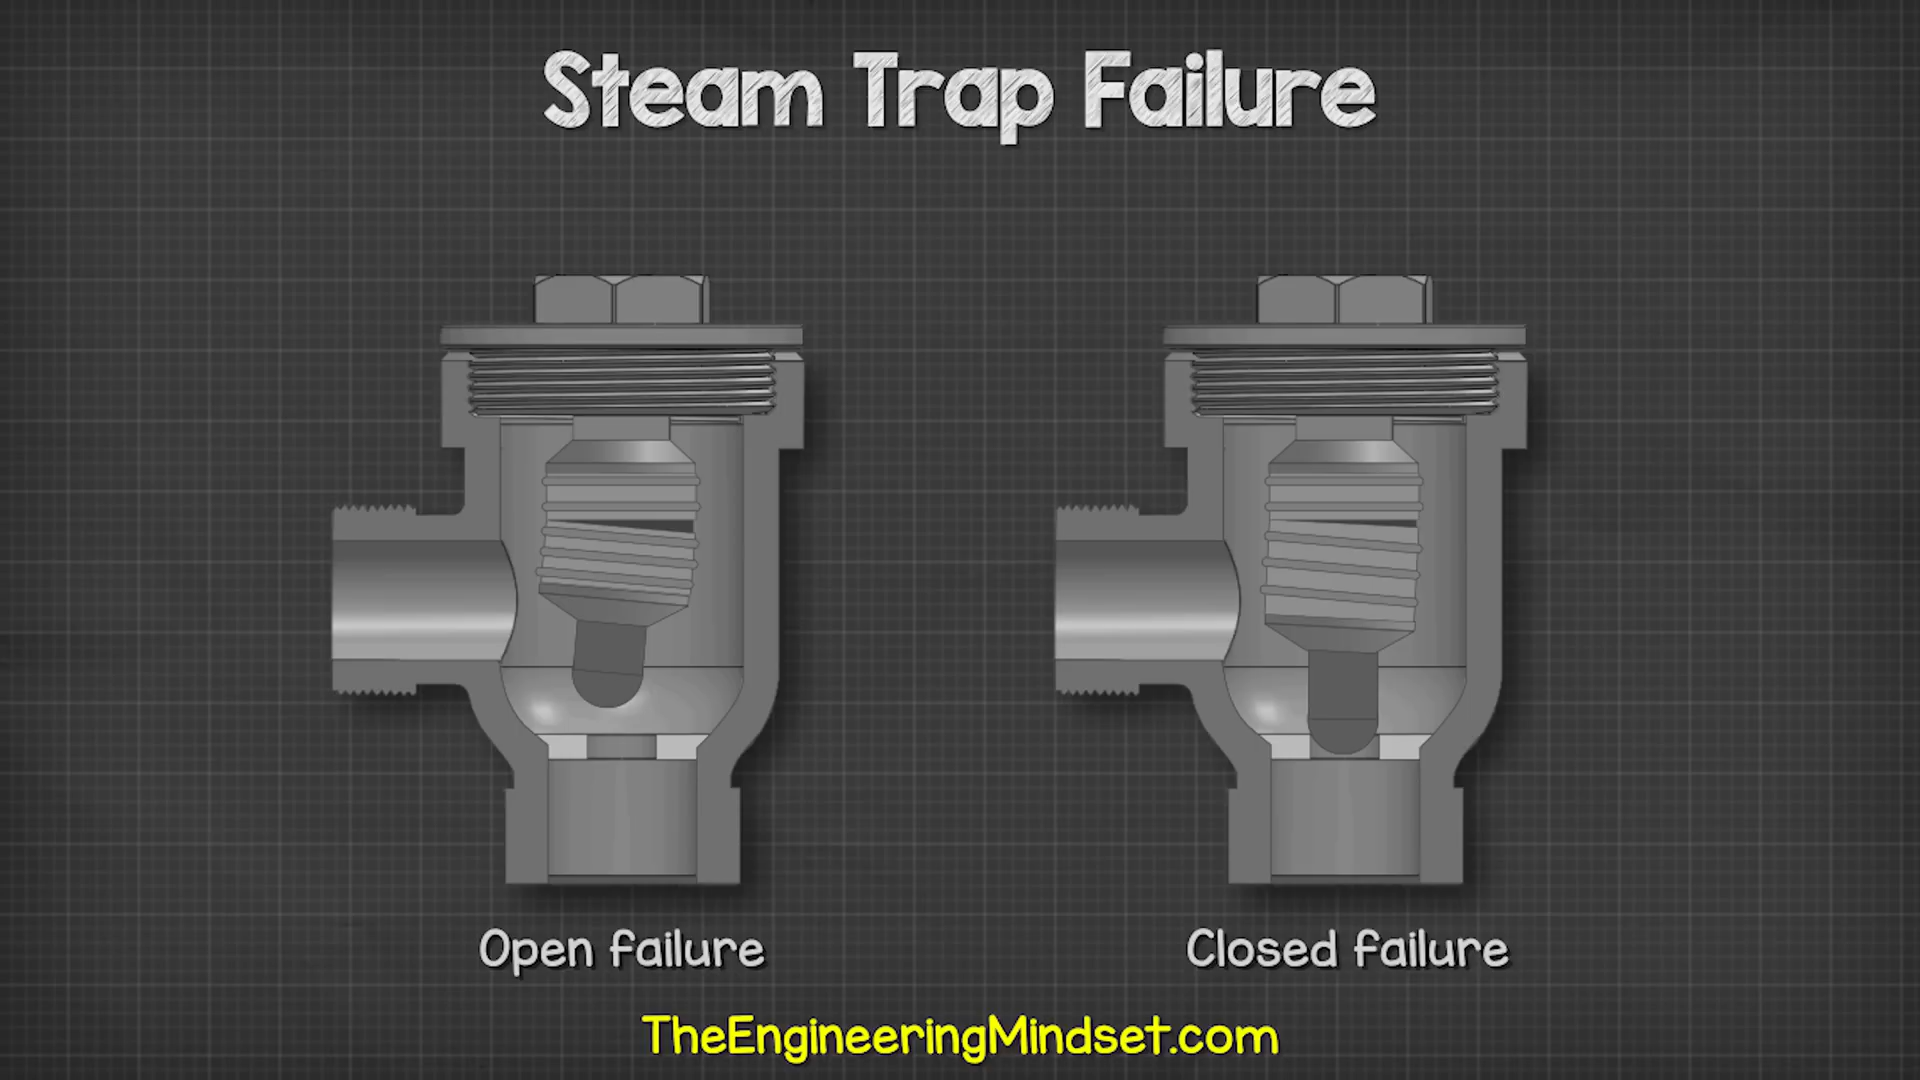 Steam Trap Failure
Open failure
Closed failure
TheEngineeringMindset.com